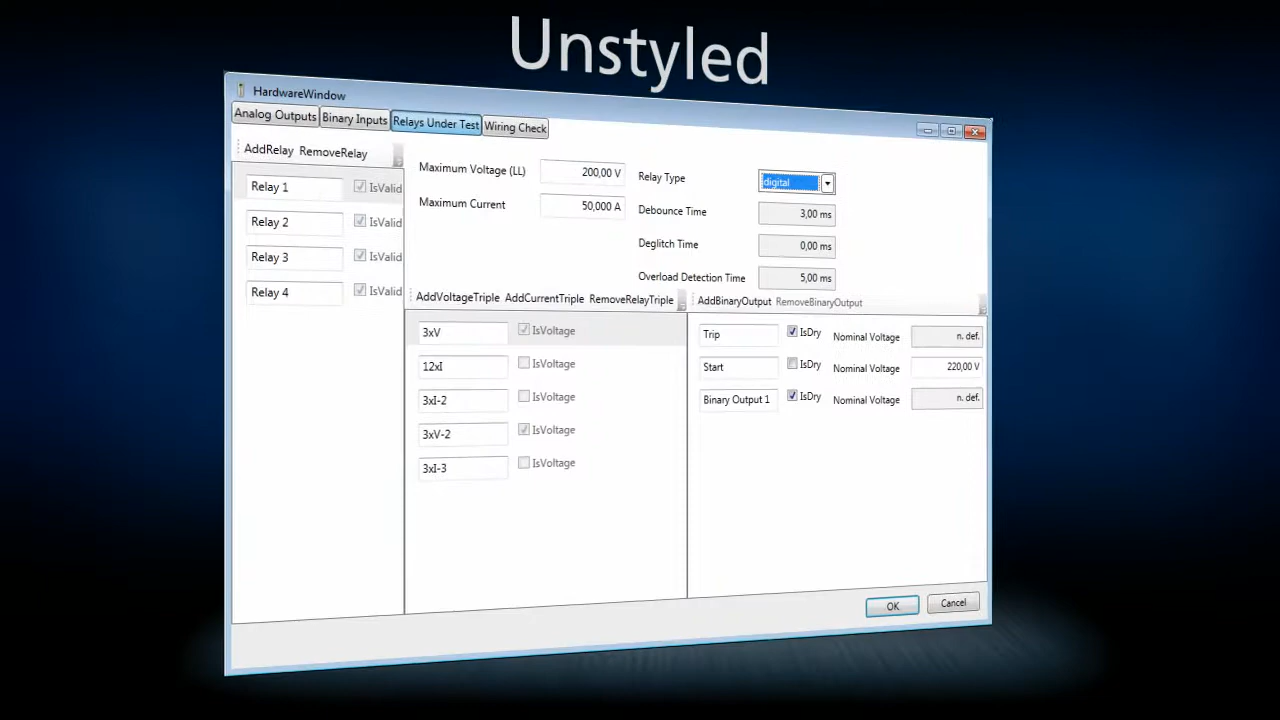 Unstyled
HardwareWindow
Analog Outputs Binary Inputs Relays Under Test Wiring Check
AddRelay RemoveRelay
Relay 1 IsValid
Relay 2 IsValid
Relay 3 IsValid
Relay 4 IsValid
Maximum Voltage (LL) 200,00 V
Maximum Current 50,000 A
Relay Type digital
Debounce Time 3,00 ms
Deglitch Time 0,00 ms
Overload Detection Time 5,00 ms
AddVoltageTriple AddCurrentTriple RemoveRelayTriple
3xV IsVoltage
12xI IsVoltage
3xI-2 IsVoltage
3xV-2 IsVoltage
3xI-3 IsVoltage
AddBinaryOutput RemoveBinaryOutput
Trip IsDry Nominal Voltage n. def.
Start IsDry Nominal Voltage 220,00 V
Binary Output 1 IsDry Nominal Voltage n. def.
OK Cancel